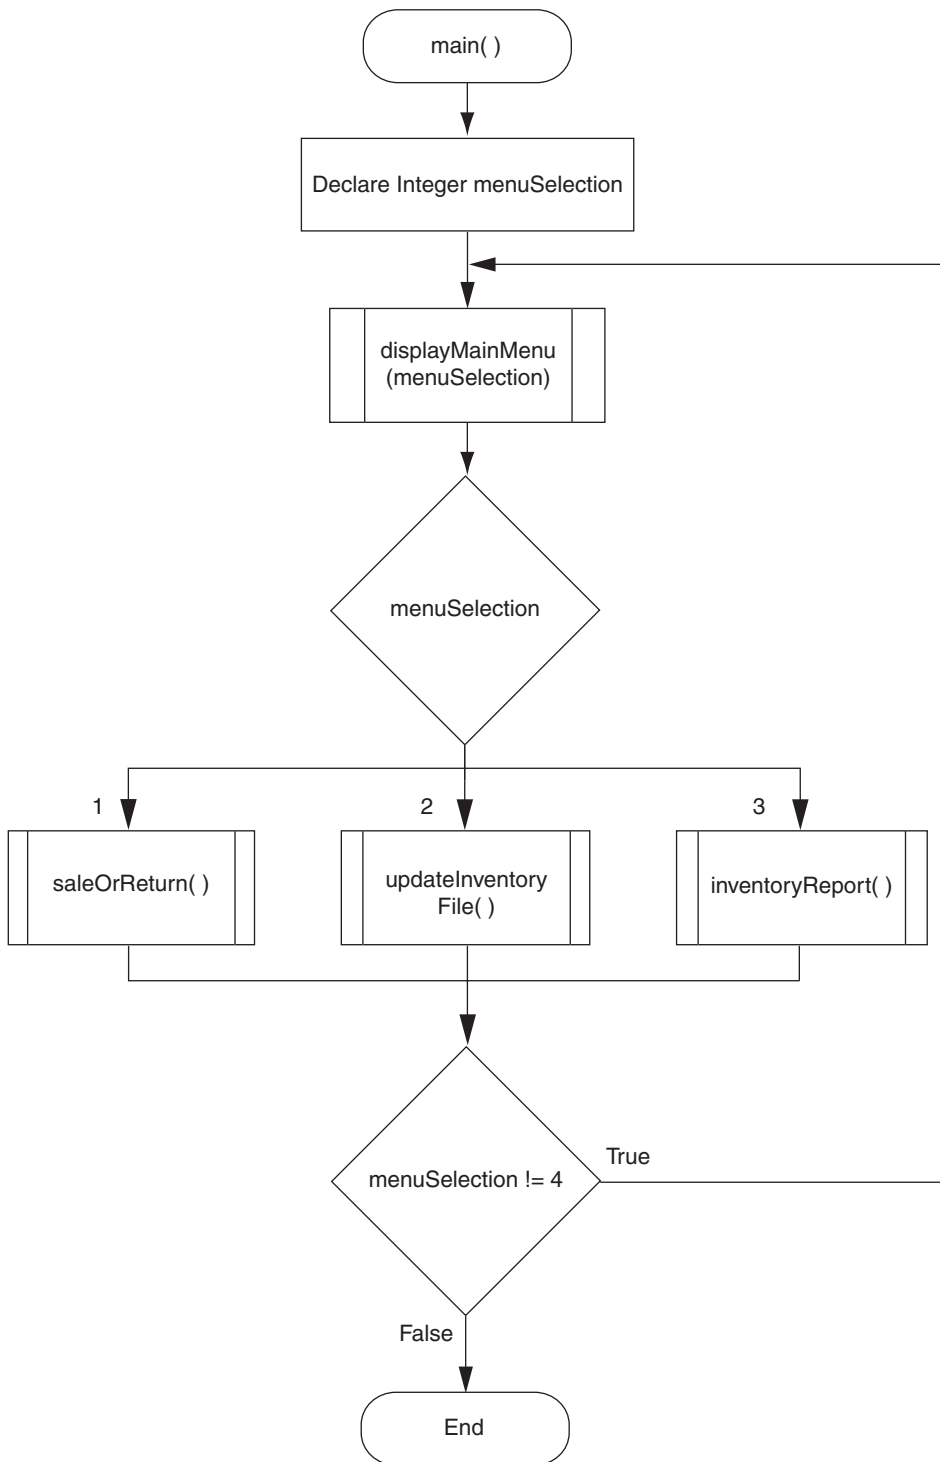 main( )
Declare Integer menuSelection
displayMainMenu
(menuSelection)
menuSelection
1
2
3
saleOrReturn( )
updateInventory
File( )
inventoryReport( )
menuSelection != 4
True
False
End